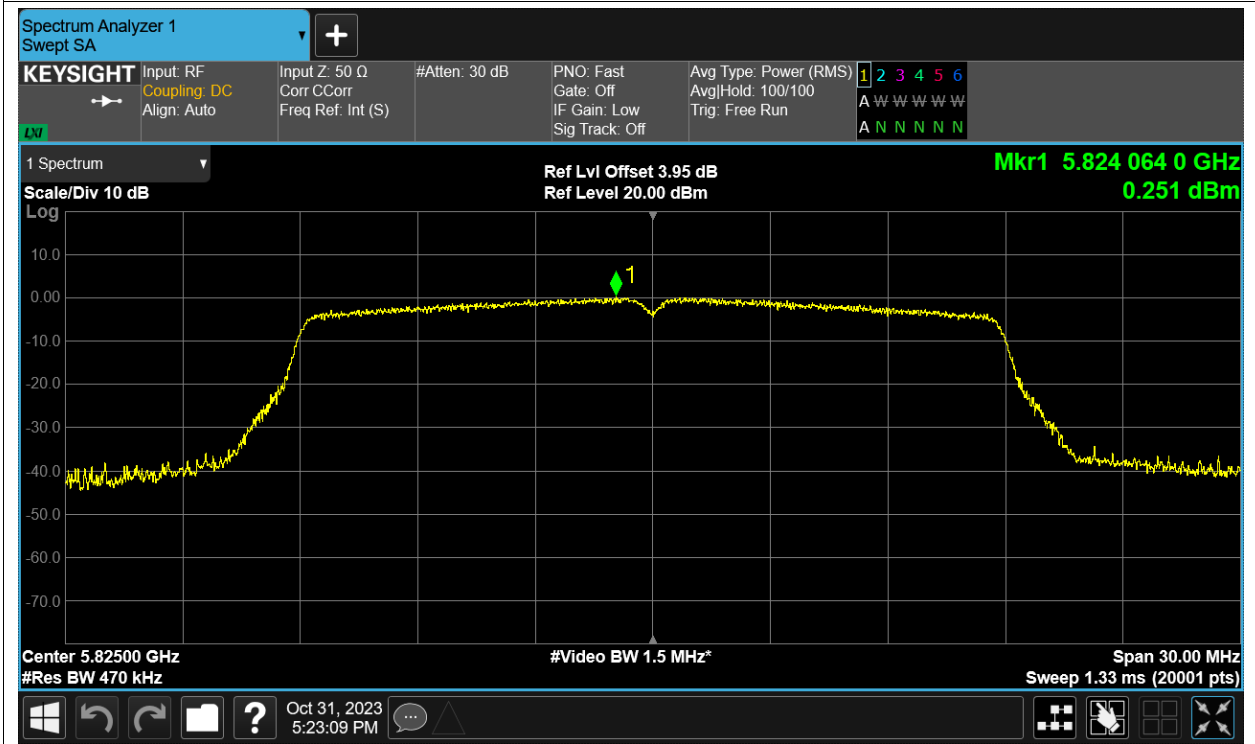 Spectrum Analyzer 1
Swept SA
+
KEYSIGHT
LXI
Input: RF
Coupling: DC
Align: Auto
Input Z: 50 Ω
Corr CCorr
Freq Ref: Int (S)
#Atten: 30 dB
PNO: Fast
Gate: Off
IF Gain: Low
Sig Track: Off
Avg Type: Power (RMS)
Avg|Hold: 100/100
Trig: Free Run
1 2 3 4 5 6
A W W W W W
A N N N N N
1 Spectrum
Scale/Div 10 dB
Log
Ref Lvl Offset 3.95 dB
Ref Level 20.00 dBm
Mkr1 5.824 064 0 GHz
0.251 dBm
10.0
0.00
-10.0
-20.0
-30.0
-40.0
-50.0
-60.0
-70.0
1
Center 5.82500 GHz
#Res BW 470 kHz
#Video BW 1.5 MHz*
Span 30.00 MHz
Sweep 1.33 ms (20001 pts)
?
Oct 31, 2023
5:23:09 PM